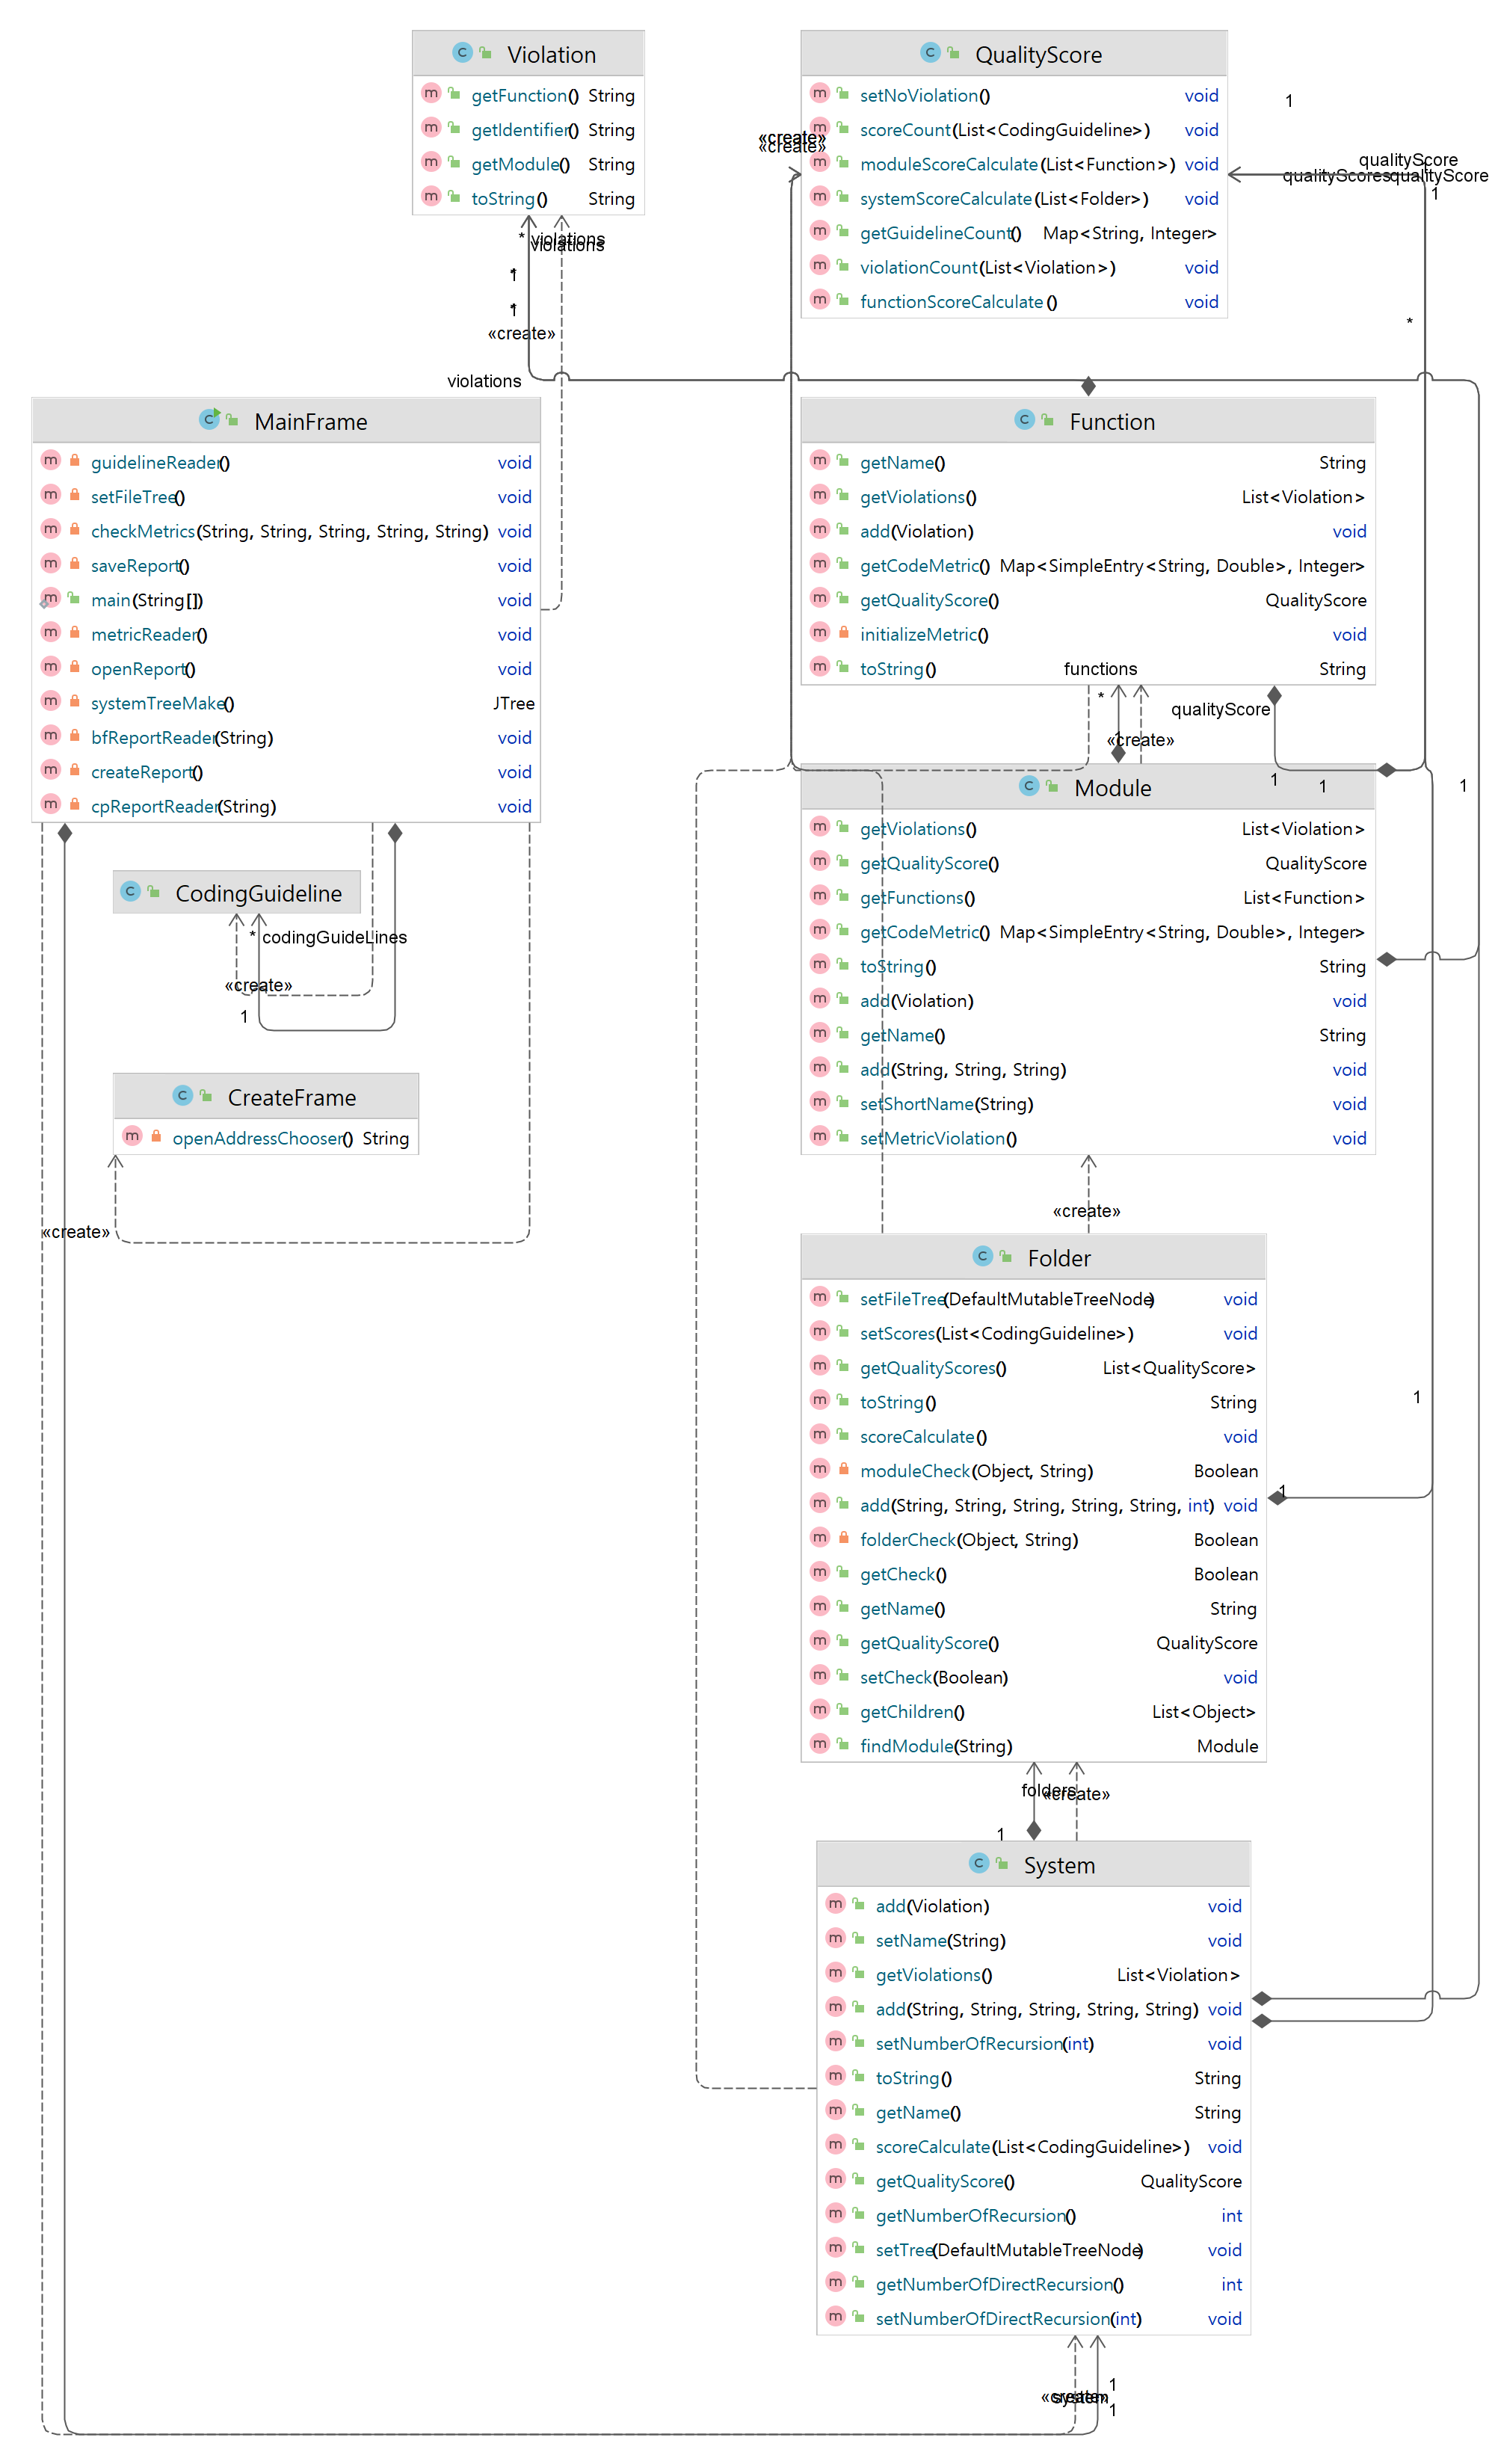 Violation
getFunction() String
getIdentifier() String
getModule() String
toString() String
QualityScore
setNoViolation() void
scoreCount(List<CodingGuideline>) void
moduleScoreCalculate(List<Function>) void
systemScoreCalculate(List<Folder>) void
getGuidelineCount() Map<String, Integer>
violationCount(List<Violation>) void
functionScoreCalculate() void
«create»
«create»
1
qualityScore
qualityScores
qualityScore
1
*
* violations
violations
*
1
*
1
«create»
violations
MainFrame
guidelineReader() void
setFileTree() void
checkMetrics(String, String, String, String, String) void
saveReport() void
main(String[]) void
metricReader() void
openReport() void
systemTreeMake() JTree
bfReportReader(String) void
createReport() void
cpReportReader(String) void
Function
getName() String
getViolations() List<Violation>
add(Violation) void
getCodeMetric() Map<SimpleEntry<String, Double>, Integer>
getQualityScore() QualityScore
initializeMetric() void
toString() String
functions
*
qualityScore
1
«create»
1
1
1
Module
getViolations() List<Violation>
getQualityScore() QualityScore
getFunctions() List<Function>
getCodeMetric() Map<SimpleEntry<String, Double>, Integer>
toString() String
add(Violation) void
getName() String
add(String, String, String) void
setShortName(String) void
setMetricViolation() void
CodingGuideline
* codingGuideLines
«create»
1
CreateFrame
openAddressChooser() String
«create»
«create»
Folder
setFileTree(DefaultMutableTreeNode) void
setScores(List<CodingGuideline>) void
getQualityScores() List<QualityScore>
toString() String
scoreCalculate() void
moduleCheck(Object, String) Boolean
add(String, String, String, String, String, int) void
folderCheck(Object, String) Boolean
getCheck() Boolean
getName() String
getQualityScore() QualityScore
setCheck(Boolean) void
getChildren() List<Object>
findModule(String) Module
1
1
folders
«create»
1
System
add(Violation) void
setName(String) void
getViolations() List<Violation>
add(String, String, String, String, String) void
setNumberOfRecursion(int) void
toString() String
getName() String
scoreCalculate(List<CodingGuideline>) void
getQualityScore() QualityScore
getNumberOfRecursion() int
setTree(DefaultMutableTreeNode) void
getNumberOfDirectRecursion() int
setNumberOfDirectRecursion(int) void
1
«create»
system
1